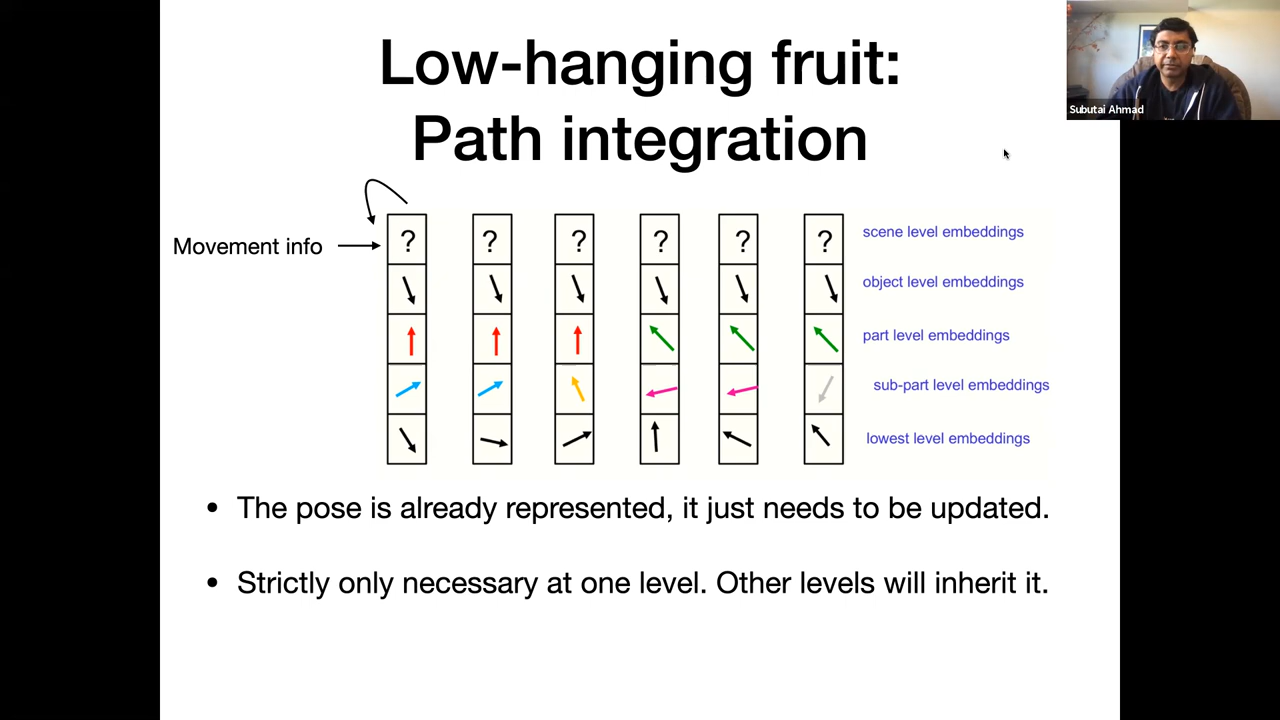 Low-hanging fruit:
Path integration
Subutai Ahmad
Movement info
? ? ? ? ? ?
scene level embeddings
object level embeddings
part level embeddings
sub-part level embeddings
lowest level embeddings
• The pose is already represented, it just needs to be updated.
• Strictly only necessary at one level. Other levels will inherit it.